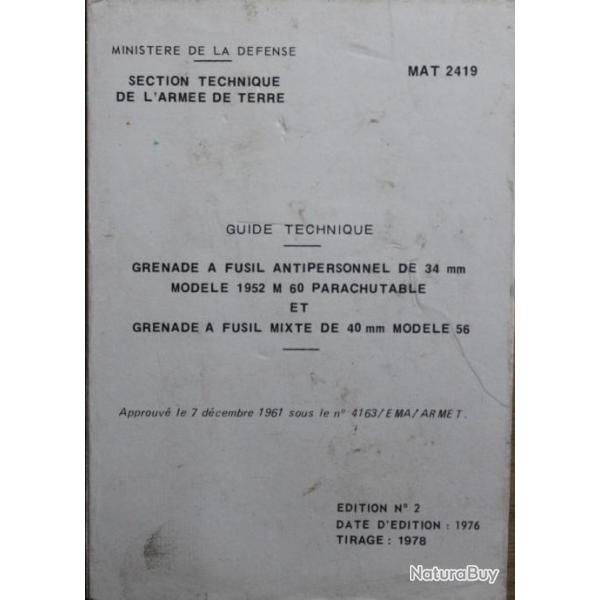 MINISTERE DE LA DEFENSE
SECTION TECHNIQUE
DE L'ARMEE DE TERRE
MAT 2419
GUIDE TECHNIQUE
GRENADE A FUSIL ANTIPERSONNEL DE 34 mm
MODELE 1952 M 60 PARACHUTABLE
ET
GRENADE A FUSIL MIXTE DE 40 mm MODELE 56
Approuvé le 7 décembre 1961 sous le n° 4163/EMA/ARMET.
EDITION N° 2
DATE D'EDITION : 1976
TIRAGE : 1978
NaturaBuy